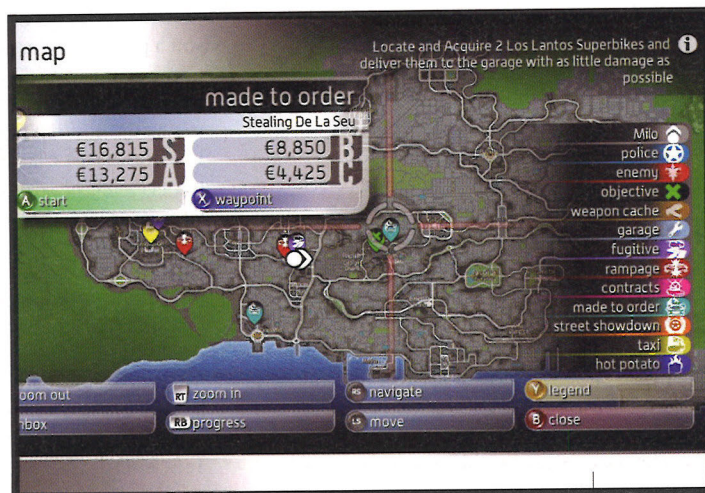 map
Locate and Acquire 2 Los Lantos Superbikes and
deliver them to the garage with as little damage as
possible
made to order
Stealing De La Seu
€16,815 S
€8,850 B
€13,275 A
€4,425 C
A start
X waypoint
Milo
police
enemy
objective
weapon cache
garage
fugitive
rampage
contracts
made to order
street showdown
taxi
hot potato
oom out
RT zoom in
RS navigate
Y legend
nbox
RB progress
LS move
B close